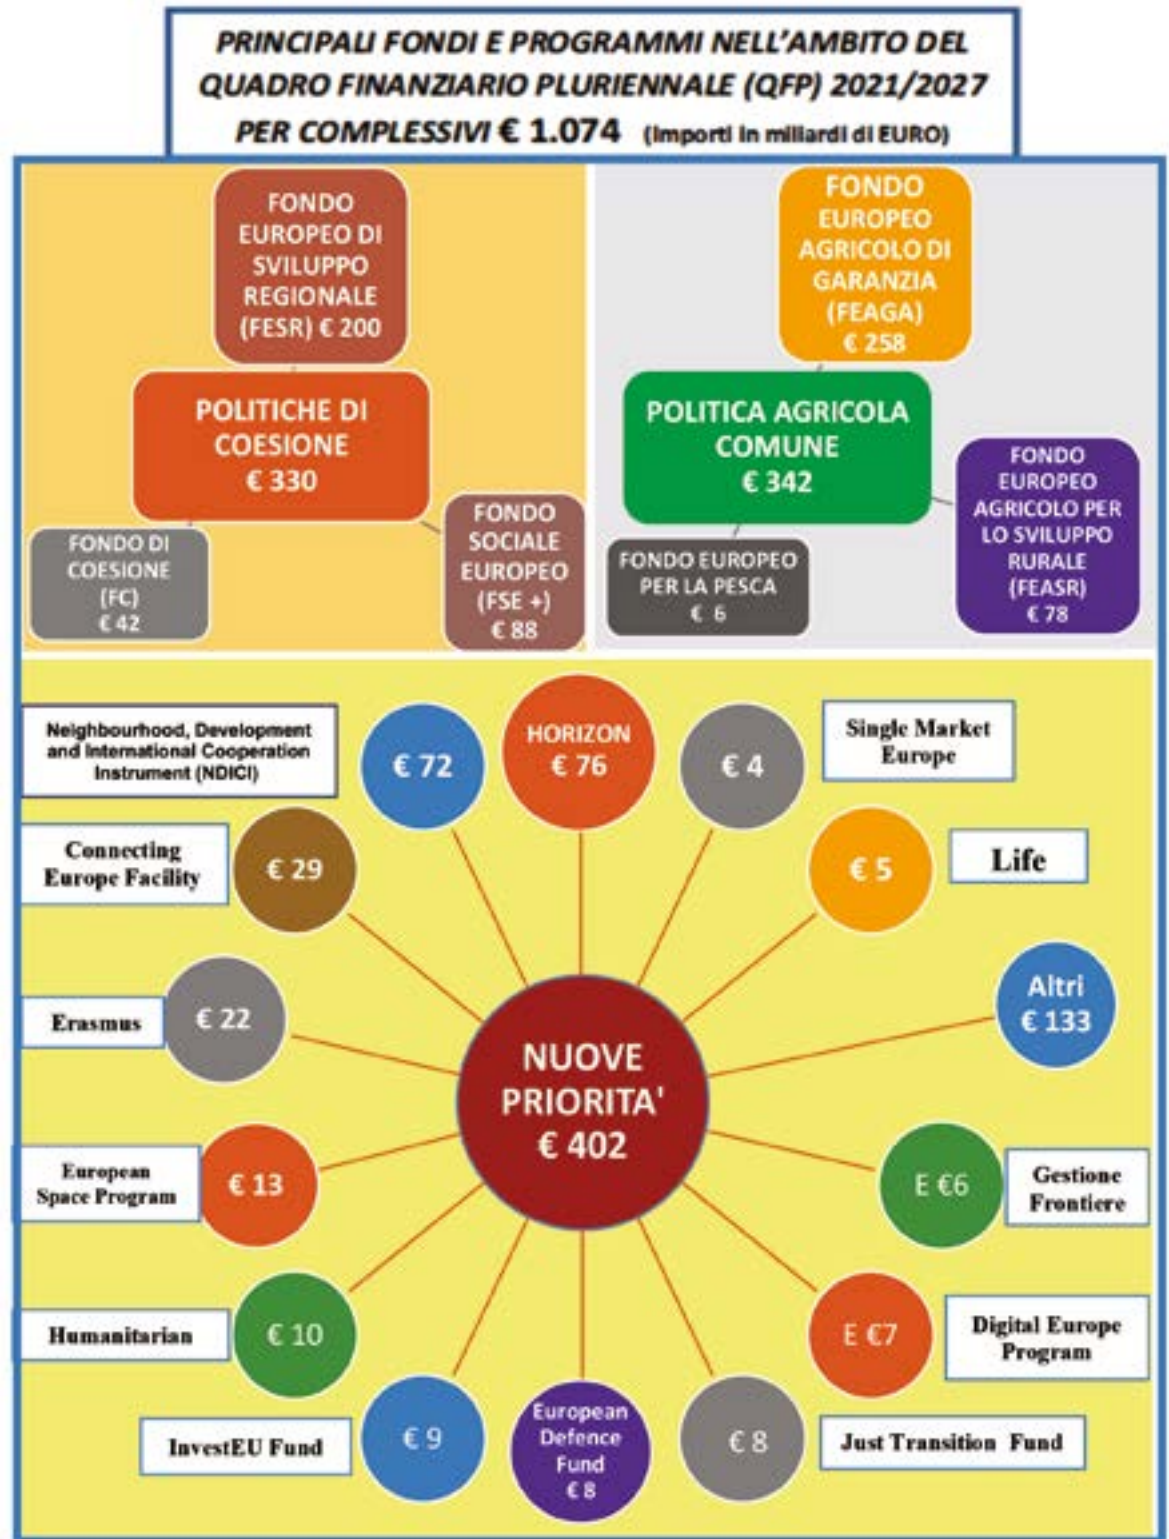 PRINCIPALI FONDI E PROGRAMMI NELL'AMBITO DEL
QUADRO FINANZIARIO PLURIENNALE (QFP) 2021/2027
PER COMPLESSIVI € 1.074 (Importi in miliardi di EURO)
FONDO
EUROPEO DI
SVILUPPO
REGIONALE
(FESR) € 200
POLITICHE DI
COESIONE
€ 330
FONDO DI
COESIONE
(FC)
€ 42
FONDO
SOCIALE
EUROPEO
(FSE +)
€ 88
FONDO
EUROPEO
AGRICOLO DI
GARANZIA
(FEAGA)
€ 258
POLITICA AGRICOLA
COMUNE
€ 342
FONDO EUROPEO
PER LA PESCA
€ 6
FONDO
EUROPEO
AGRICOLO PER
LO SVILUPPO
RURALE
(FEASR)
€ 78
Neighbourhood, Development
and International Cooperation
Instrument (NDICI)
€ 72
HORIZON
€ 76
€ 4
Single Market
Europe
Connecting
Europe Facility
€ 29
€ 5
Life
Erasmus
€ 22
Altri
€ 133
NUOVE
PRIORITA'
€ 402
European
Space Program
€ 13
E €6
Gestione
Frontiere
Humanitarian
€ 10
E €7
Digital Europe
Program
InvestEU Fund
€ 9
European
Defence
Fund
€ 8
€ 8
Just Transition Fund